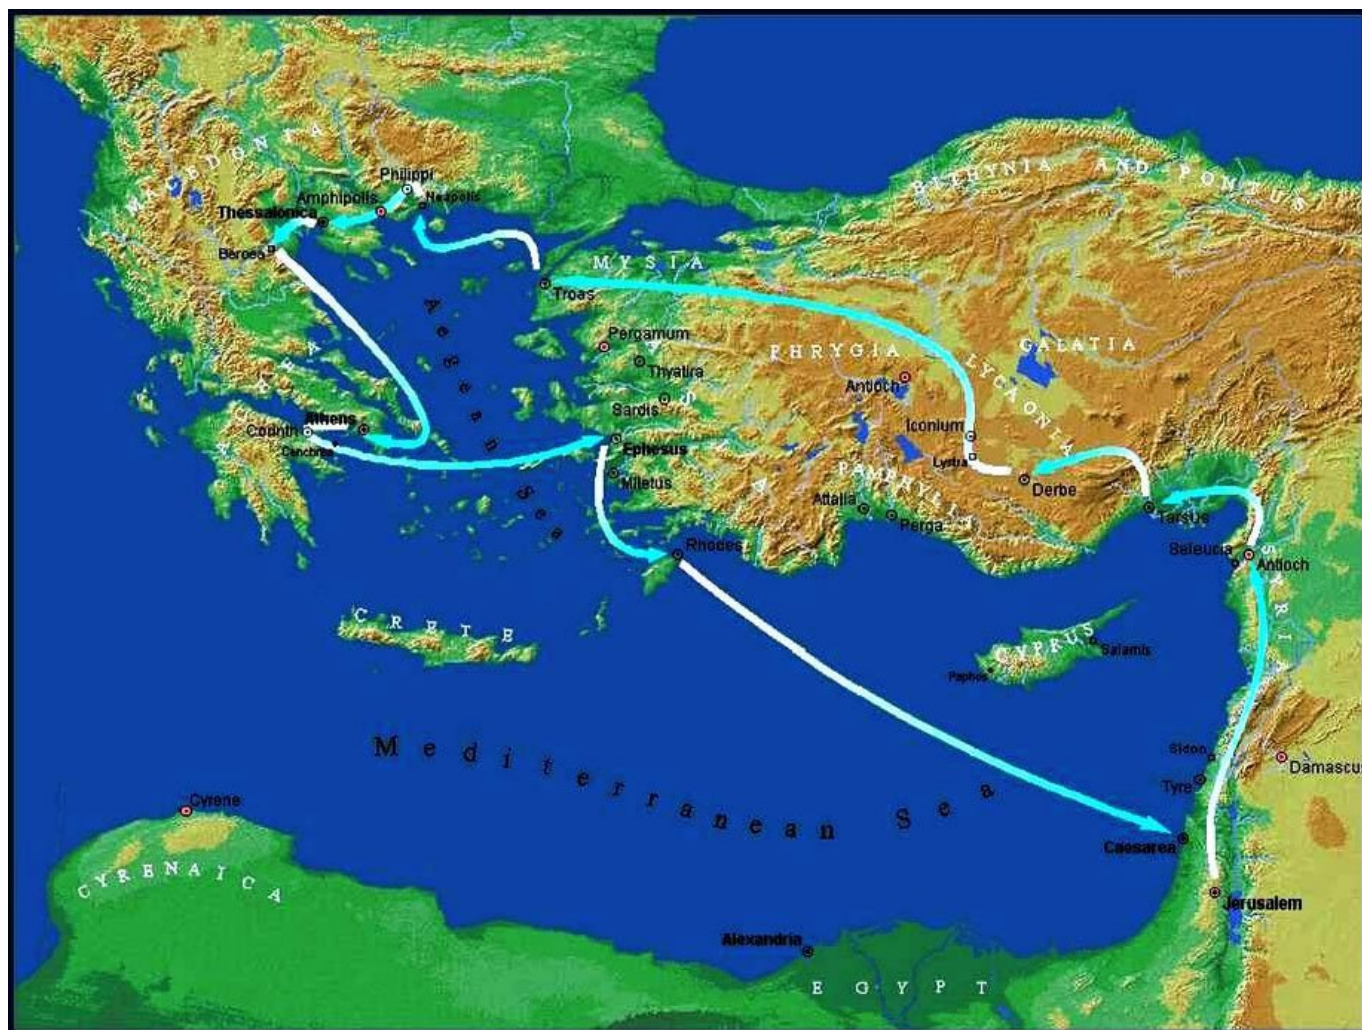 BITHYNIA AND PONTUS
MACEDONIA
Philippi
Amphipolis
Neapolis
Thessalonica
Beroea
MYSIA
Troas
Aegean Sea
Pergamum
Thyatira
ASIA
PHRYGIA
GALATIA
LYCAONIA
Antioch
Sardis
ACHAEA
Athens
Corinth
Cenchrea
Ephesus
Iconium
Lystra
Derbe
Miletus
PAMPHYLIA
Attalia
Perga
Tarsus
Rhodes
Seleucia
Antioch
SYRIA
CRETE
CYPRUS
Salamis
Paphos
Mediterranean Sea
Sidon
Tyre
Damascus
Cyrene
Caesarea
CYRENAICA
Jerusalem
Alexandria
EGYPT